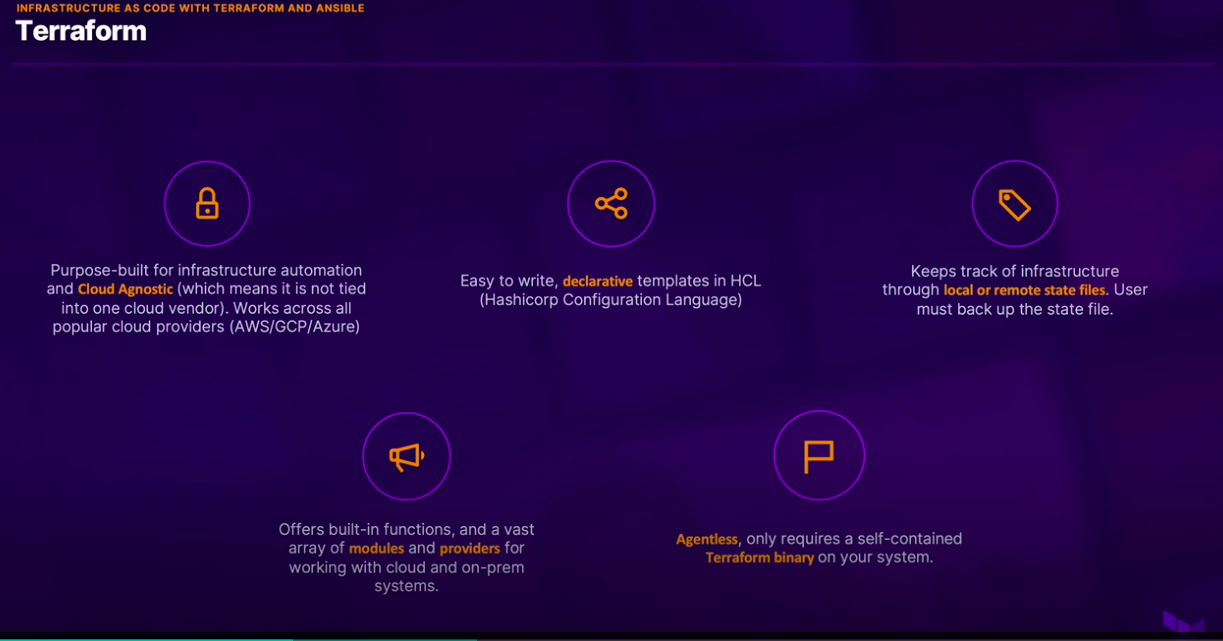 INFRASTRUCTURE AS CODE WITH TERRAFORM AND ANSIBLE
Terraform
Purpose-built for infrastructure automation
and Cloud Agnostic (which means it is not tied
into one cloud vendor). Works across all
popular cloud providers (AWS/GCP/Azure)
Easy to write, declarative templates in HCL
(Hashicorp Configuration Language)
Keeps track of infrastructure
through local or remote state files. User
must back up the state file.
Offers built-in functions, and a vast
array of modules and providers for
working with cloud and on-prem
systems.
Agentless, only requires a self-contained
Terraform binary on your system.